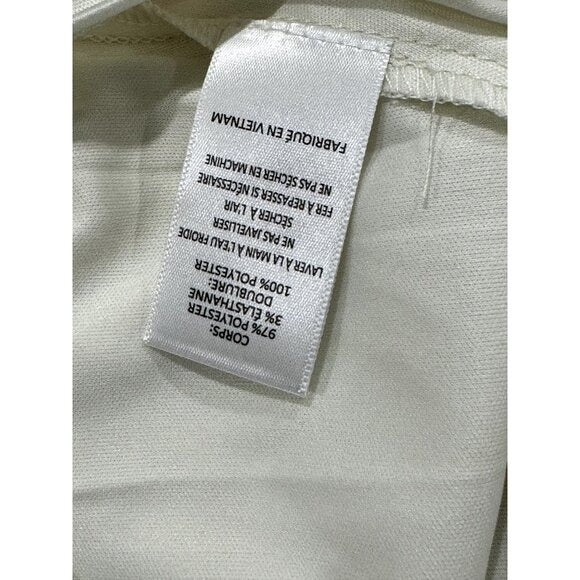 CORPS:
97% POLYESTER
3% ÉLASTHANNE
DOUBLURE:
100% POLYESTER
LAVER À LA MAIN À L'EAU FROIDE
NE PAS JAVELLISER
SÉCHER À L'AIR
FER À REPASSER SI NÉCESSAIRE
NE PAS SÉCHER EN MACHINE
FABRIQUÉ EN VIETNAM